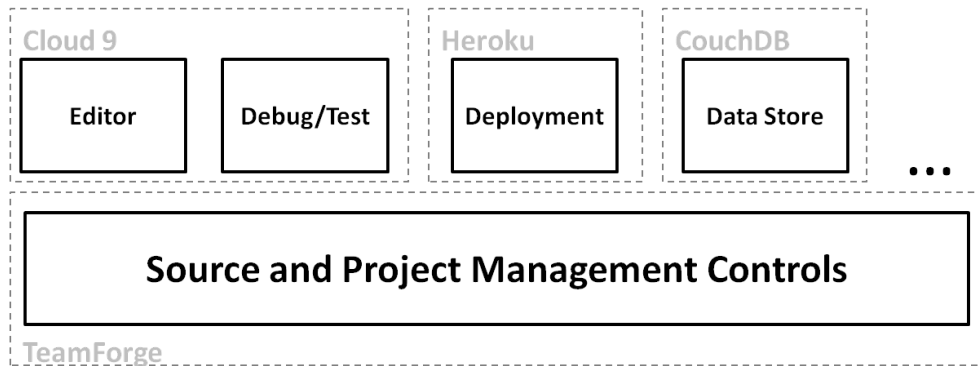 Cloud 9
Heroku
CouchDB
Editor
Debug/Test
Deployment
Data Store
...
Source and Project Management Controls
TeamForge